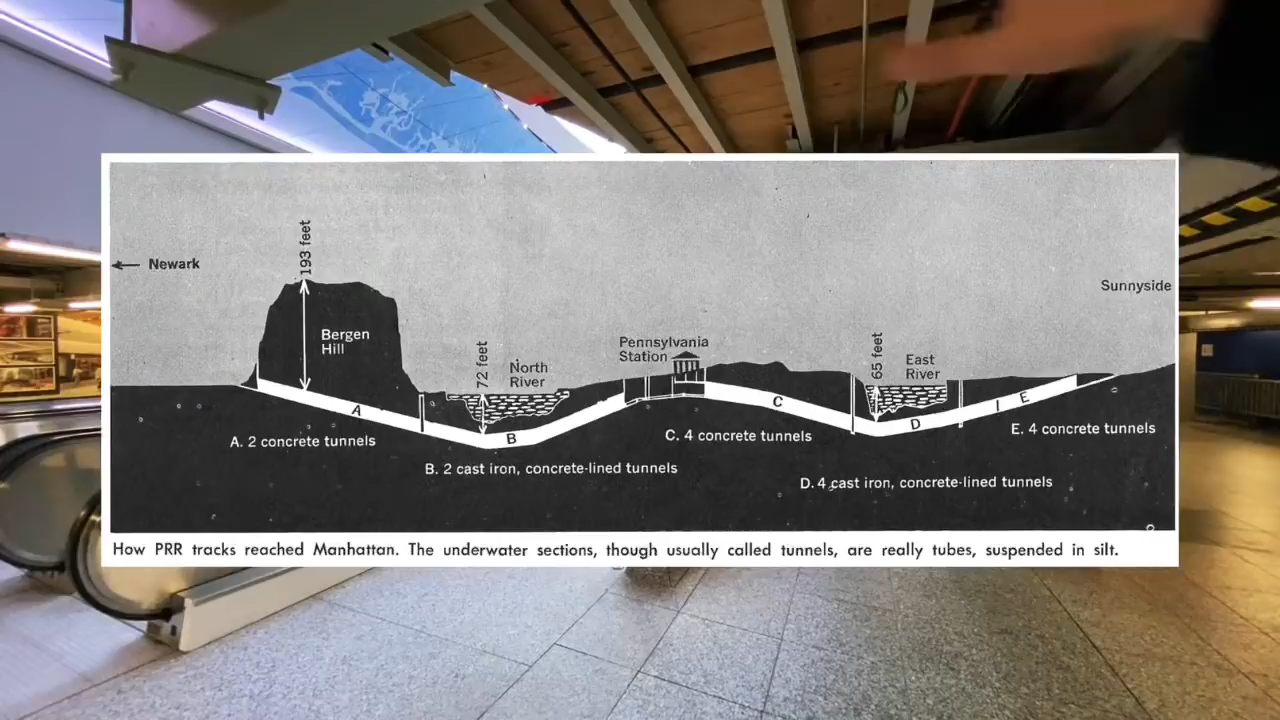 193 feet
Newark
Bergen
Hill
72 feet
North
River
Pennsylvania
Station
65 feet
East
River
Sunnyside
A
B
C
D
E
A. 2 concrete tunnels
B. 2 cast iron, concrete-lined tunnels
C. 4 concrete tunnels
D. 4 cast iron, concrete-lined tunnels
E. 4 concrete tunnels
How PRR tracks reached Manhattan. The underwater sections, though usually called tunnels, are really tubes, suspended in silt.